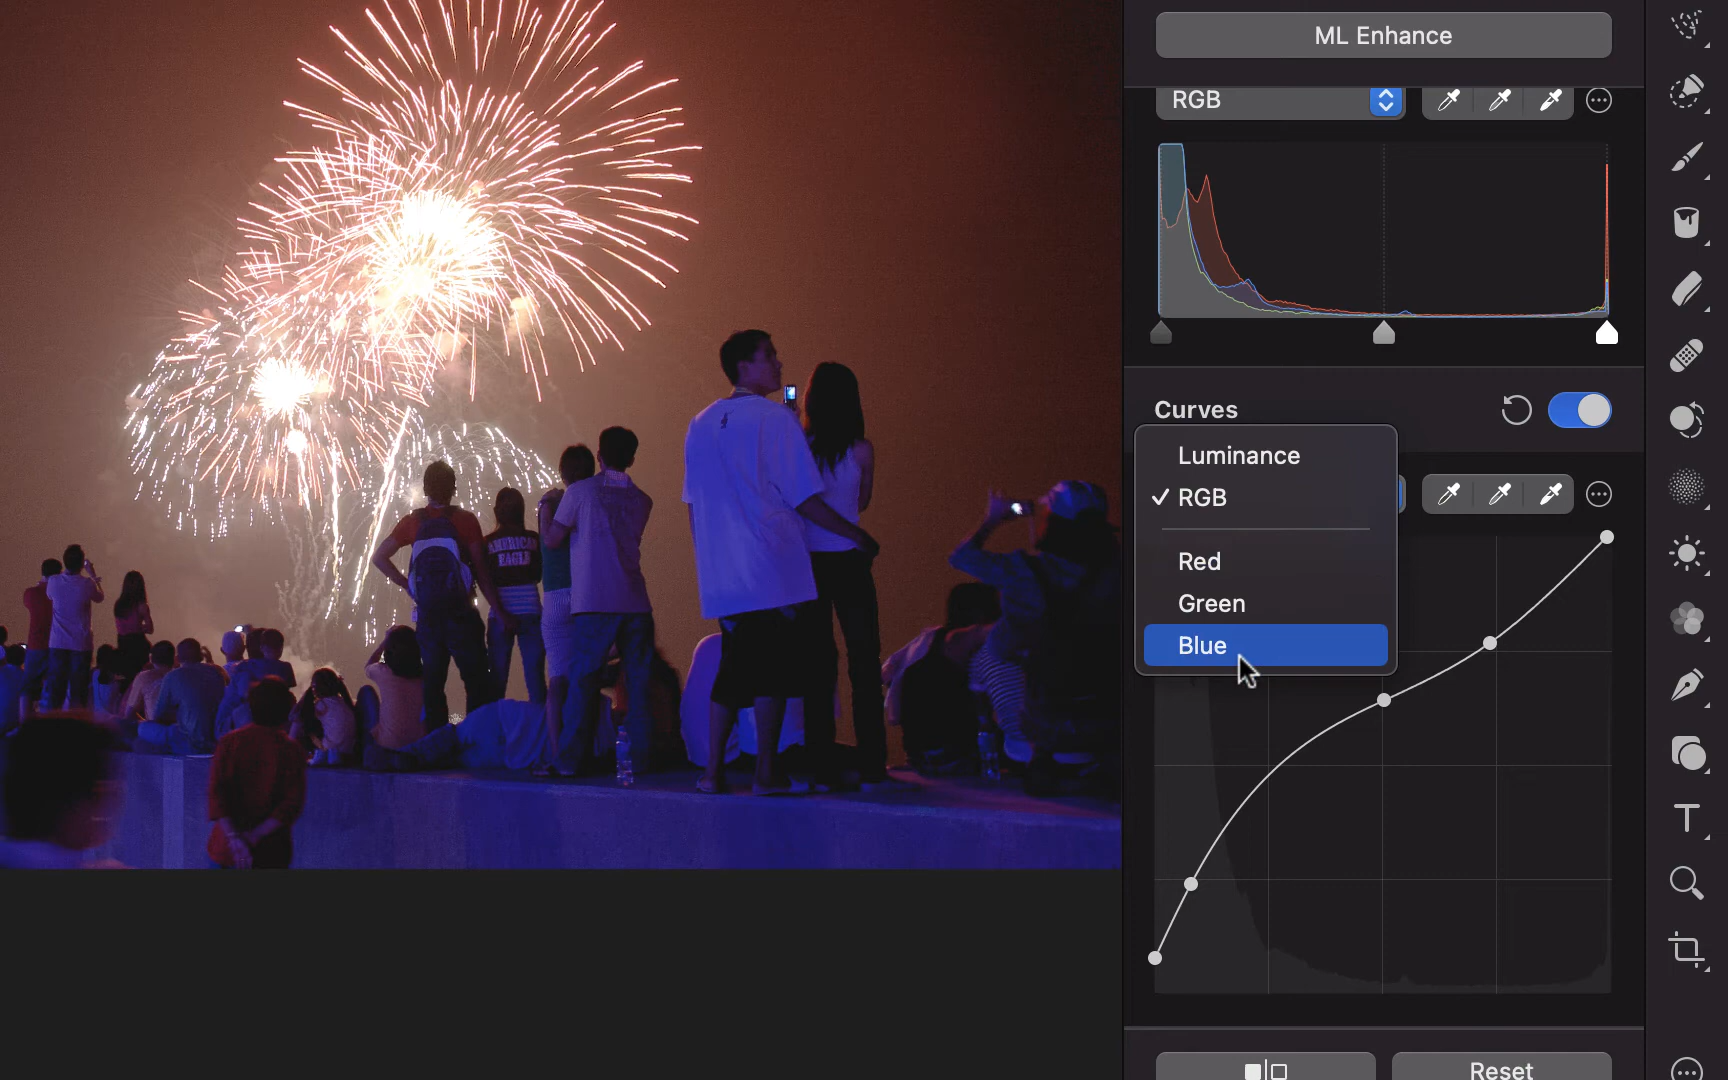 ML Enhance
RGB
Curves
Luminance
RGB
Red
Green
Blue
AMERICAN
EAGLE
T
Reset